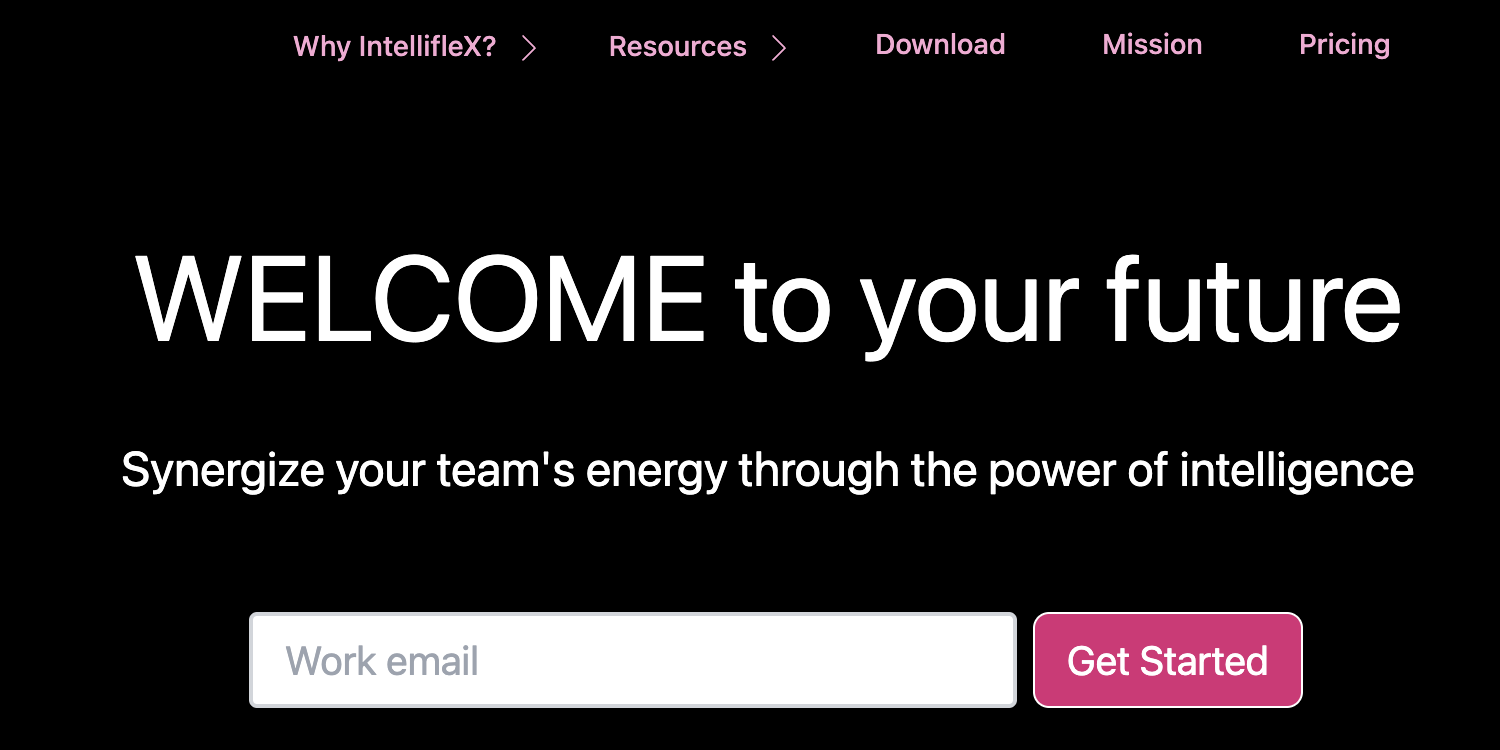 Why IntellifleX? Resources Download Mission Pricing
WELCOME to your future
Synergize your team's energy through the power of intelligence
Work email Get Started